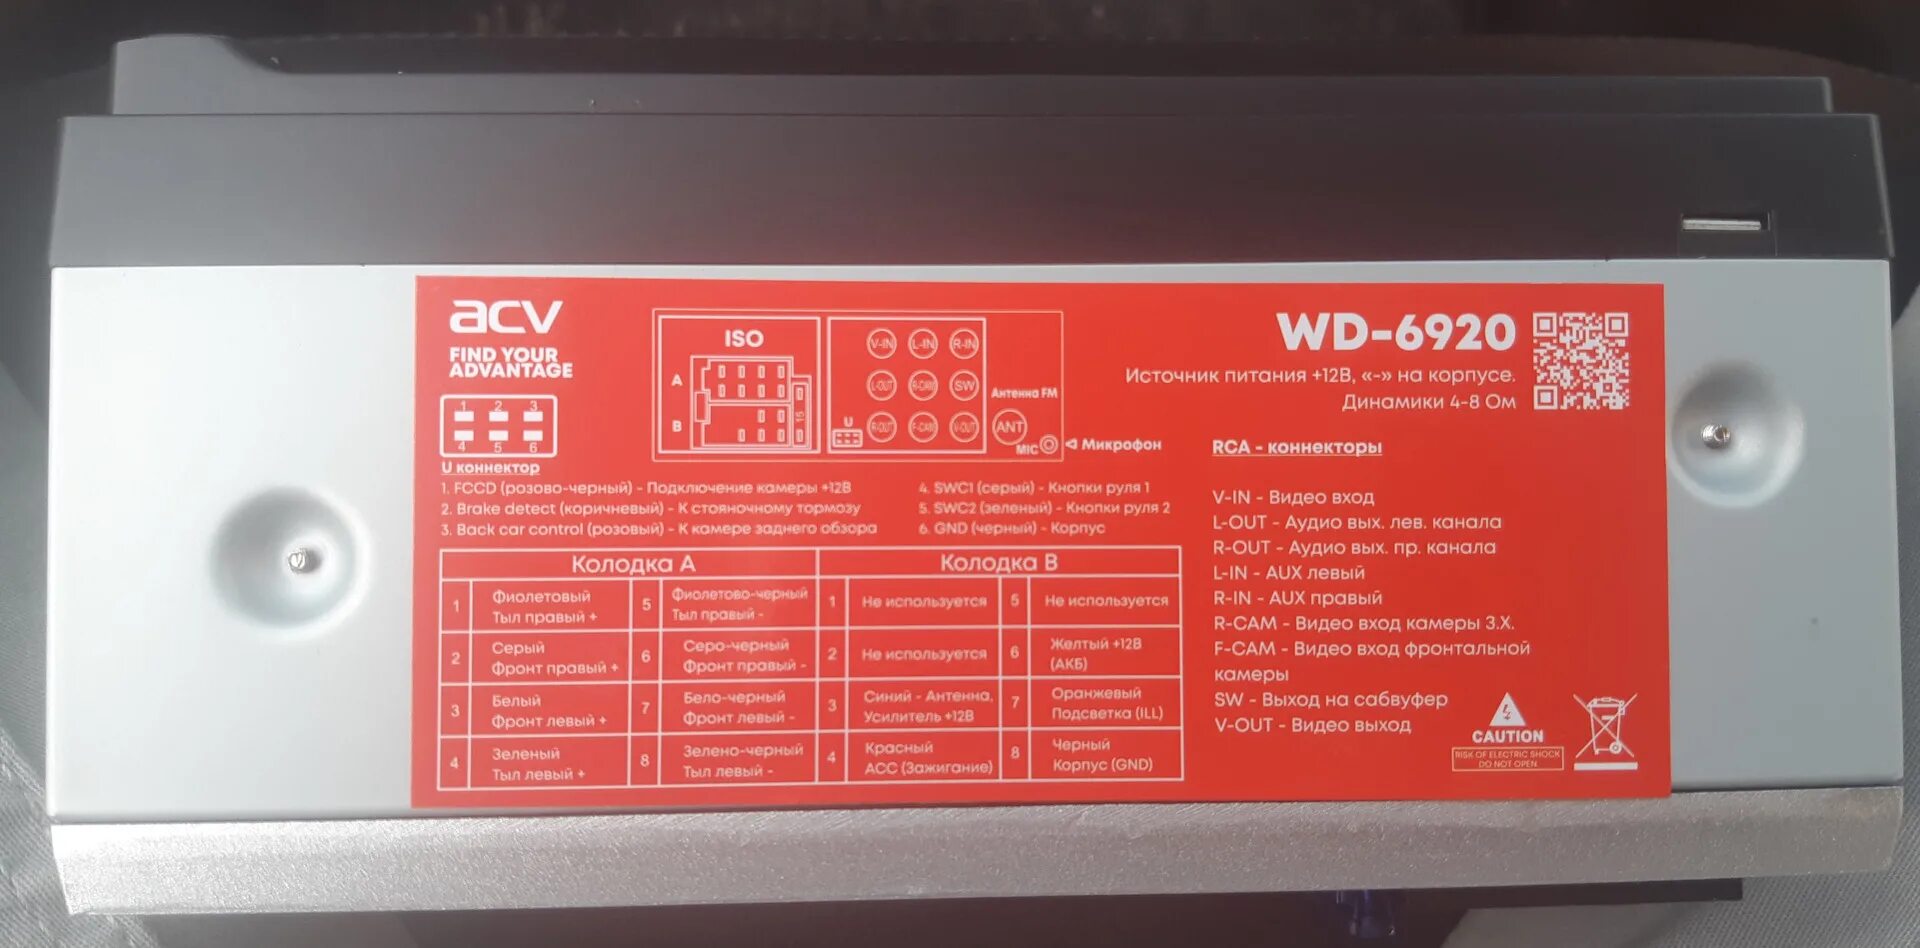 acv
FIND YOUR
ADVANTAGE
1 2 3
4 5 6
U коннектор
ISO
A
B
15
U
V-IN L-IN R-IN
L-OUT R-CAM SW
R-OUT F-CAM V-OUT
Антенна FM
ANT
MIC
Микрофон
WD-6920
Источник питания +12В, «-» на корпусе.
Динамики 4-8 Ом
1. FCCD (розово-черный) - Подключение камеры +12В
2. Brake detect (коричневый) - К стояночному тормозу
3. Back car control (розовый) - К камере заднего обзора
4. SWC1 (серый) - Кнопки руля 1
5. SWC2 (зеленый) - Кнопки руля 2
6. GND (черный) - Корпус
Колодка А Колодка В
1 Фиолетовый 5 Фиолетово-черный 1 Не используется 5 Не используется
Тыл правый + Тыл правый -
2 Серый 6 Серо-черный 2 Не используется 6 Желтый +12В
Фронт правый + Фронт правый - (АКБ)
3 Белый 7 Бело-черный 3 Синий - Антенна, 7 Оранжевый
Фронт левый + Фронт левый - Усилитель +12В Подсветка (ILL)
4 Зеленый 8 Зелено-черный 4 Красный 8 Черный
Тыл левый + Тыл левый - ACC (Зажигание) Корпус (GND)
RCA - коннекторы
V-IN - Видео вход
L-OUT - Аудио вых. лев. канала
R-OUT - Аудио вых. пр. канала
L-IN - AUX левый
R-IN - AUX правый
R-CAM - Видео вход камеры З.Х.
F-CAM - Видео вход фронтальной
камеры
SW - Выход на сабвуфер
V-OUT - Видео выход
CAUTION
RISK OF ELECTRIC SHOCK
DO NOT OPEN